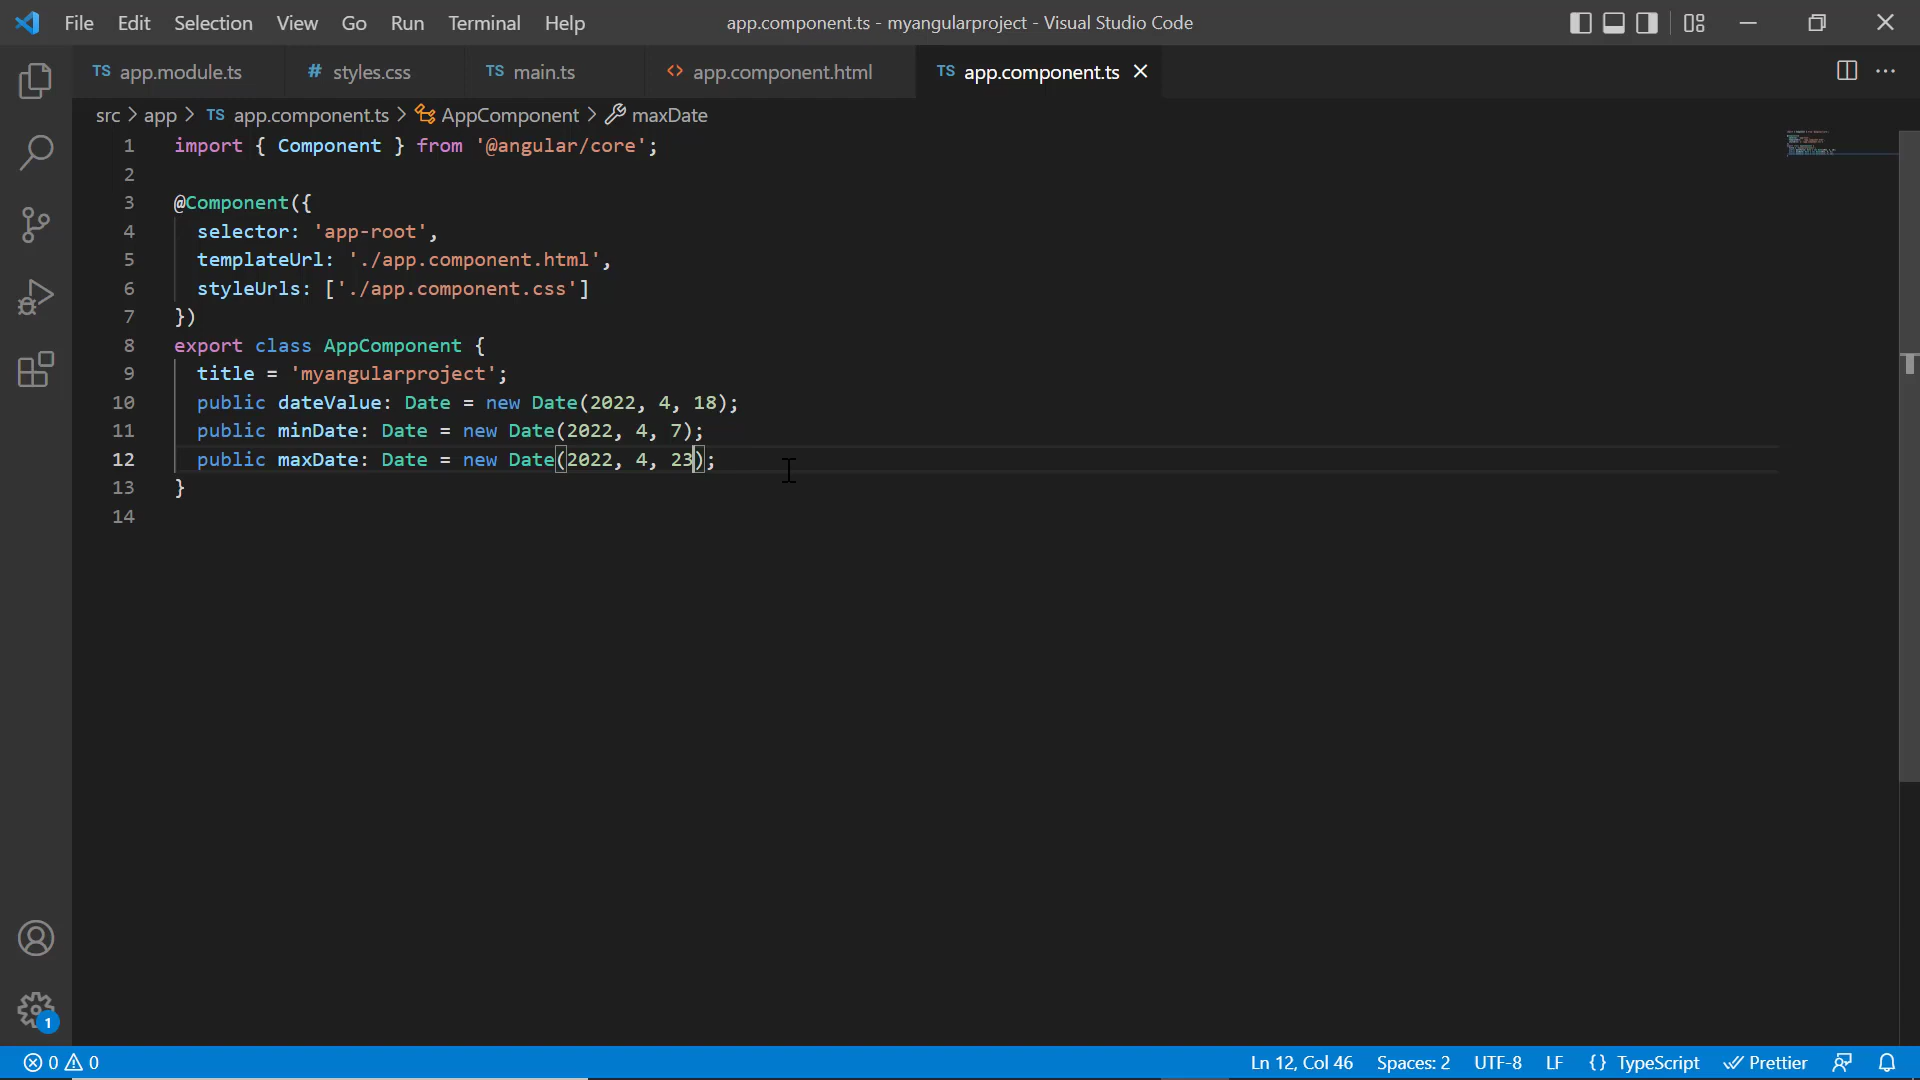 File Edit Selection View Go Run Terminal Help app.component.ts - myangularproject - Visual Studio Code
TS app.module.ts # styles.css TS main.ts <> app.component.html TS app.component.ts
src > app > TS app.component.ts > AppComponent > maxDate
1 import { Component } from '@angular/core';
2
3 @Component({
4 selector: 'app-root',
5 templateUrl: './app.component.html',
6 styleUrls: ['./app.component.css']
7 })
8 export class AppComponent {
9 title = 'myangularproject';
10 public dateValue: Date = new Date(2022, 4, 18);
11 public minDate: Date = new Date(2022, 4, 7);
12 public maxDate: Date = new Date(2022, 4, 23);
13 }
14
1
0 0 Ln 12, Col 46 Spaces: 2 UTF-8 LF {} TypeScript Prettier